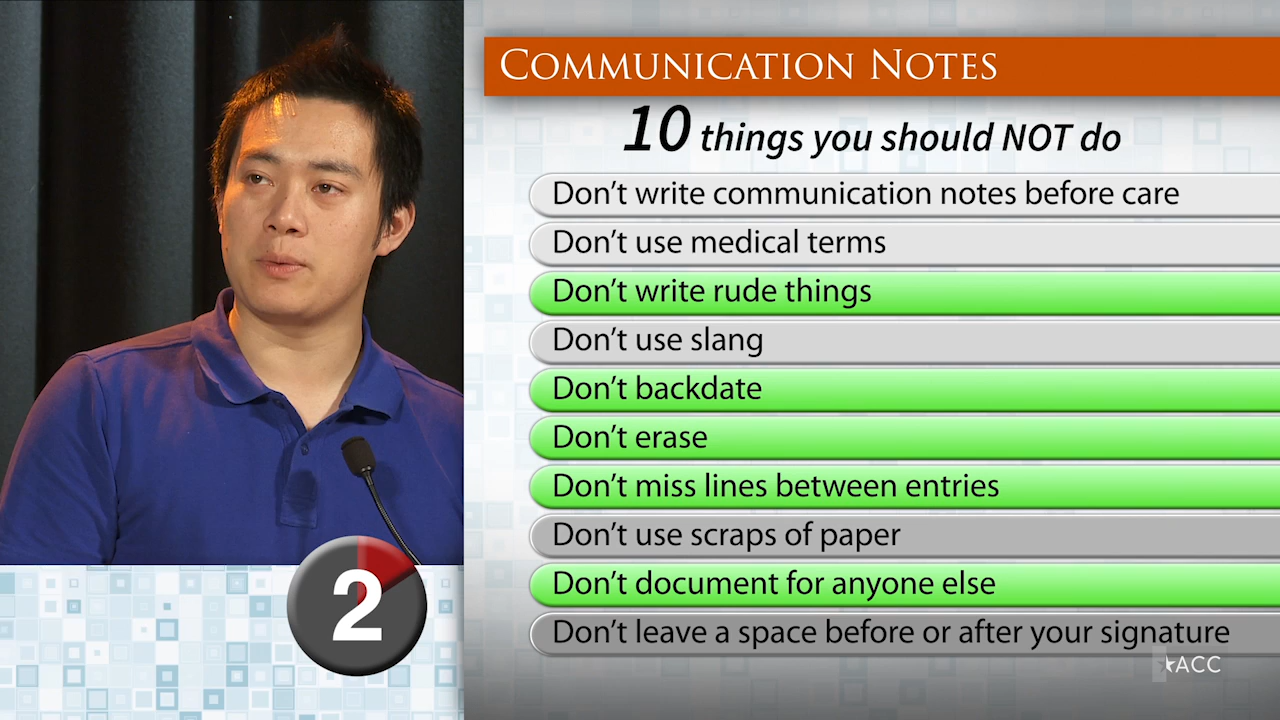 COMMUNICATION NOTES
10 things you should NOT do
Don't write communication notes before care
Don't use medical terms
Don't write rude things
Don't use slang
Don't backdate
Don't erase
Don't miss lines between entries
Don't use scraps of paper
Don't document for anyone else
Don't leave a space before or after your signature
2
ACC